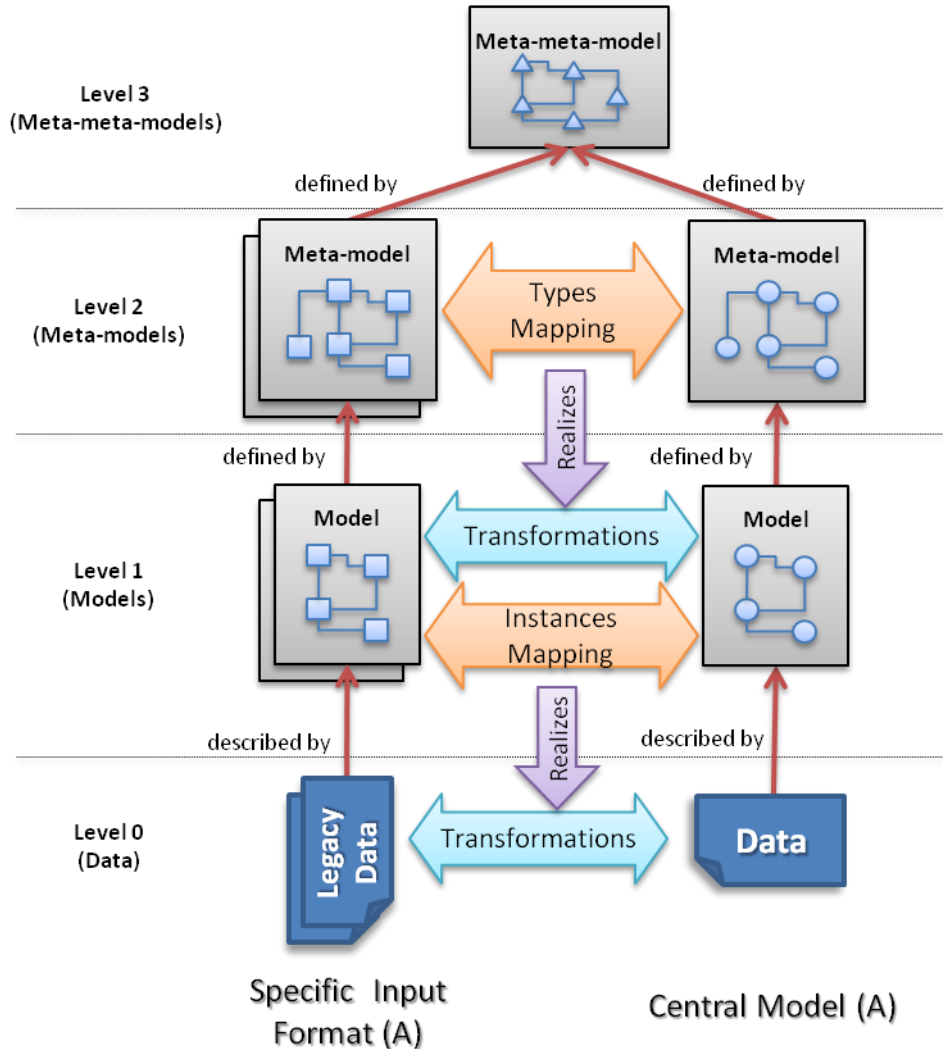 Meta-meta-model
Level 3
(Meta-meta-models)
defined by
defined by
Meta-model
Meta-model
Types
Mapping
Level 2
(Meta-models)
Realizes
defined by
defined by
Model
Model
Transformations
Level 1
(Models)
Instances
Mapping
Realizes
described by
described by
Legacy
Data
Level 0
(Data)
Transformations
Data
Specific Input
Format (A)
Central Model (A)